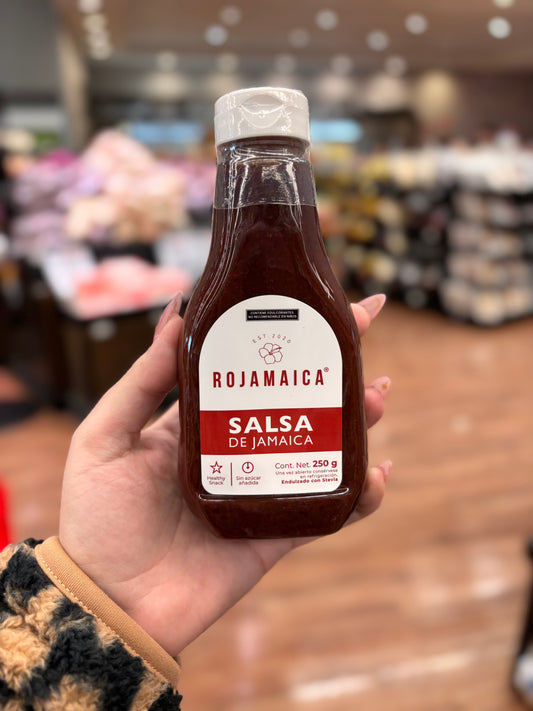 CONTIENE EDULCORANTES
NO RECOMENDABLE EN NIÑOS
EST. 2020
ROJAMAICA®
SALSA
DE JAMAICA
Healthy
Snack
Sin azúcar
añadida
Cont. Net. 250 g
Una vez abierto consérvese
en refrigeración.
Endulzado con Stevia